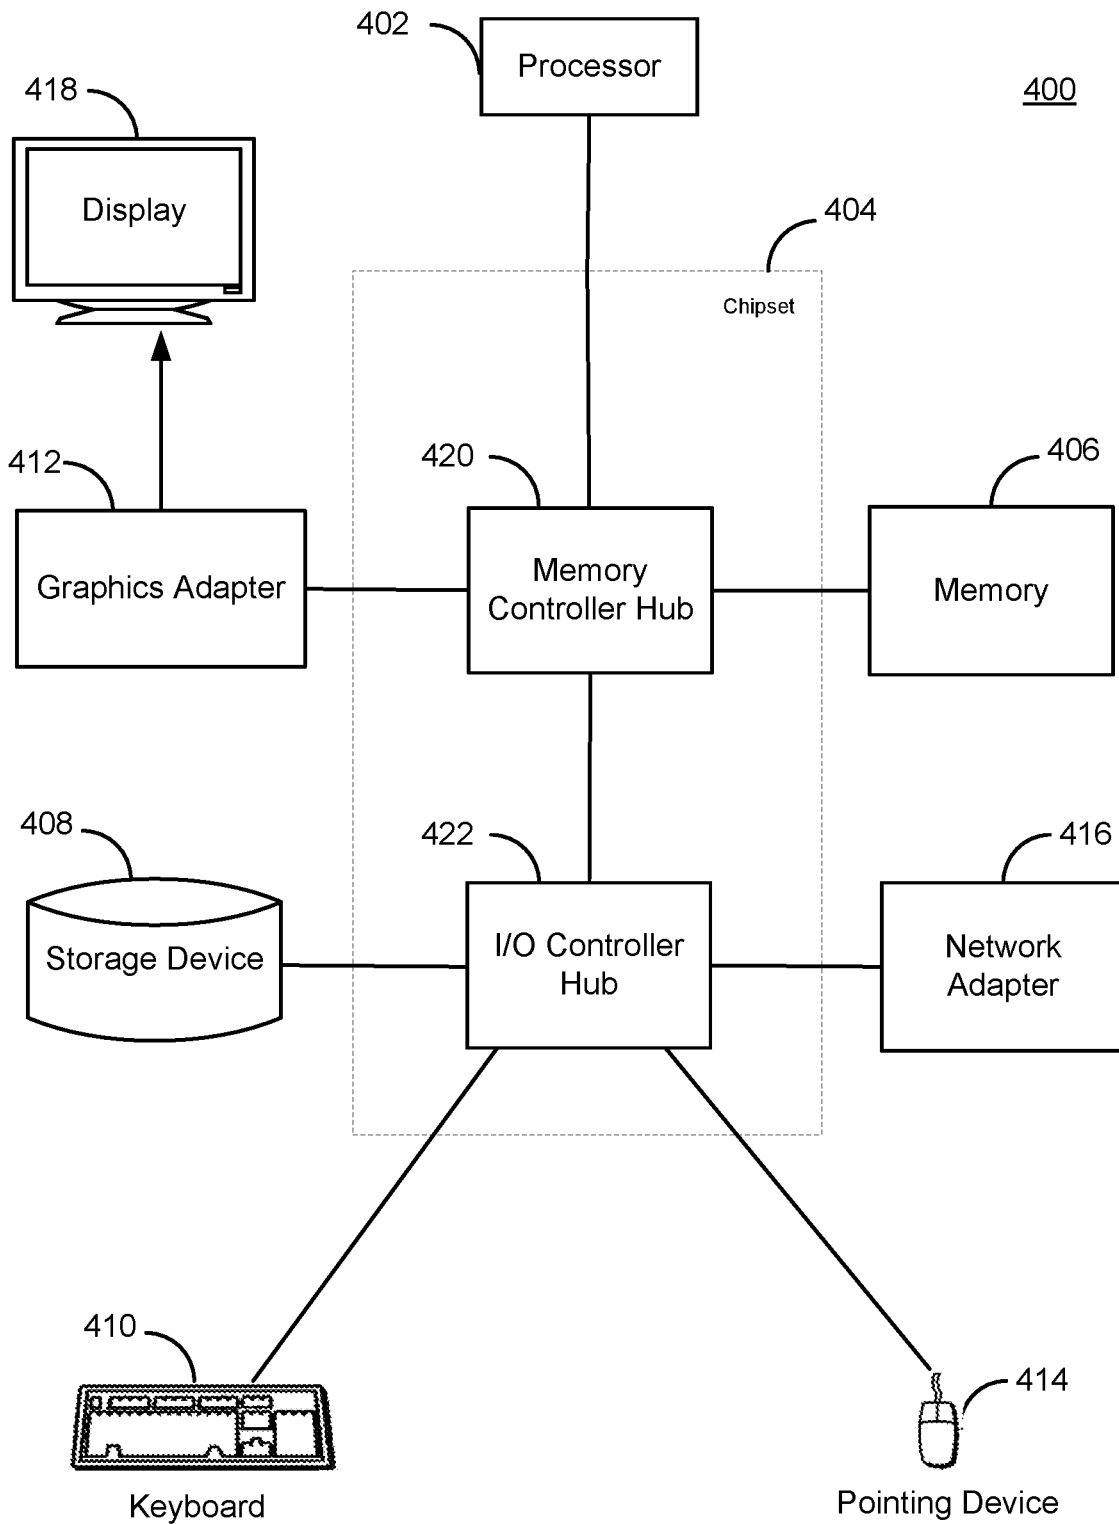 402
Processor
400
418
Display
404
Chipset
412
Graphics Adapter
420
Memory
Controller Hub
406
Memory
408
Storage Device
422
I/O Controller
Hub
416
Network
Adapter
410
Keyboard
414
Pointing Device